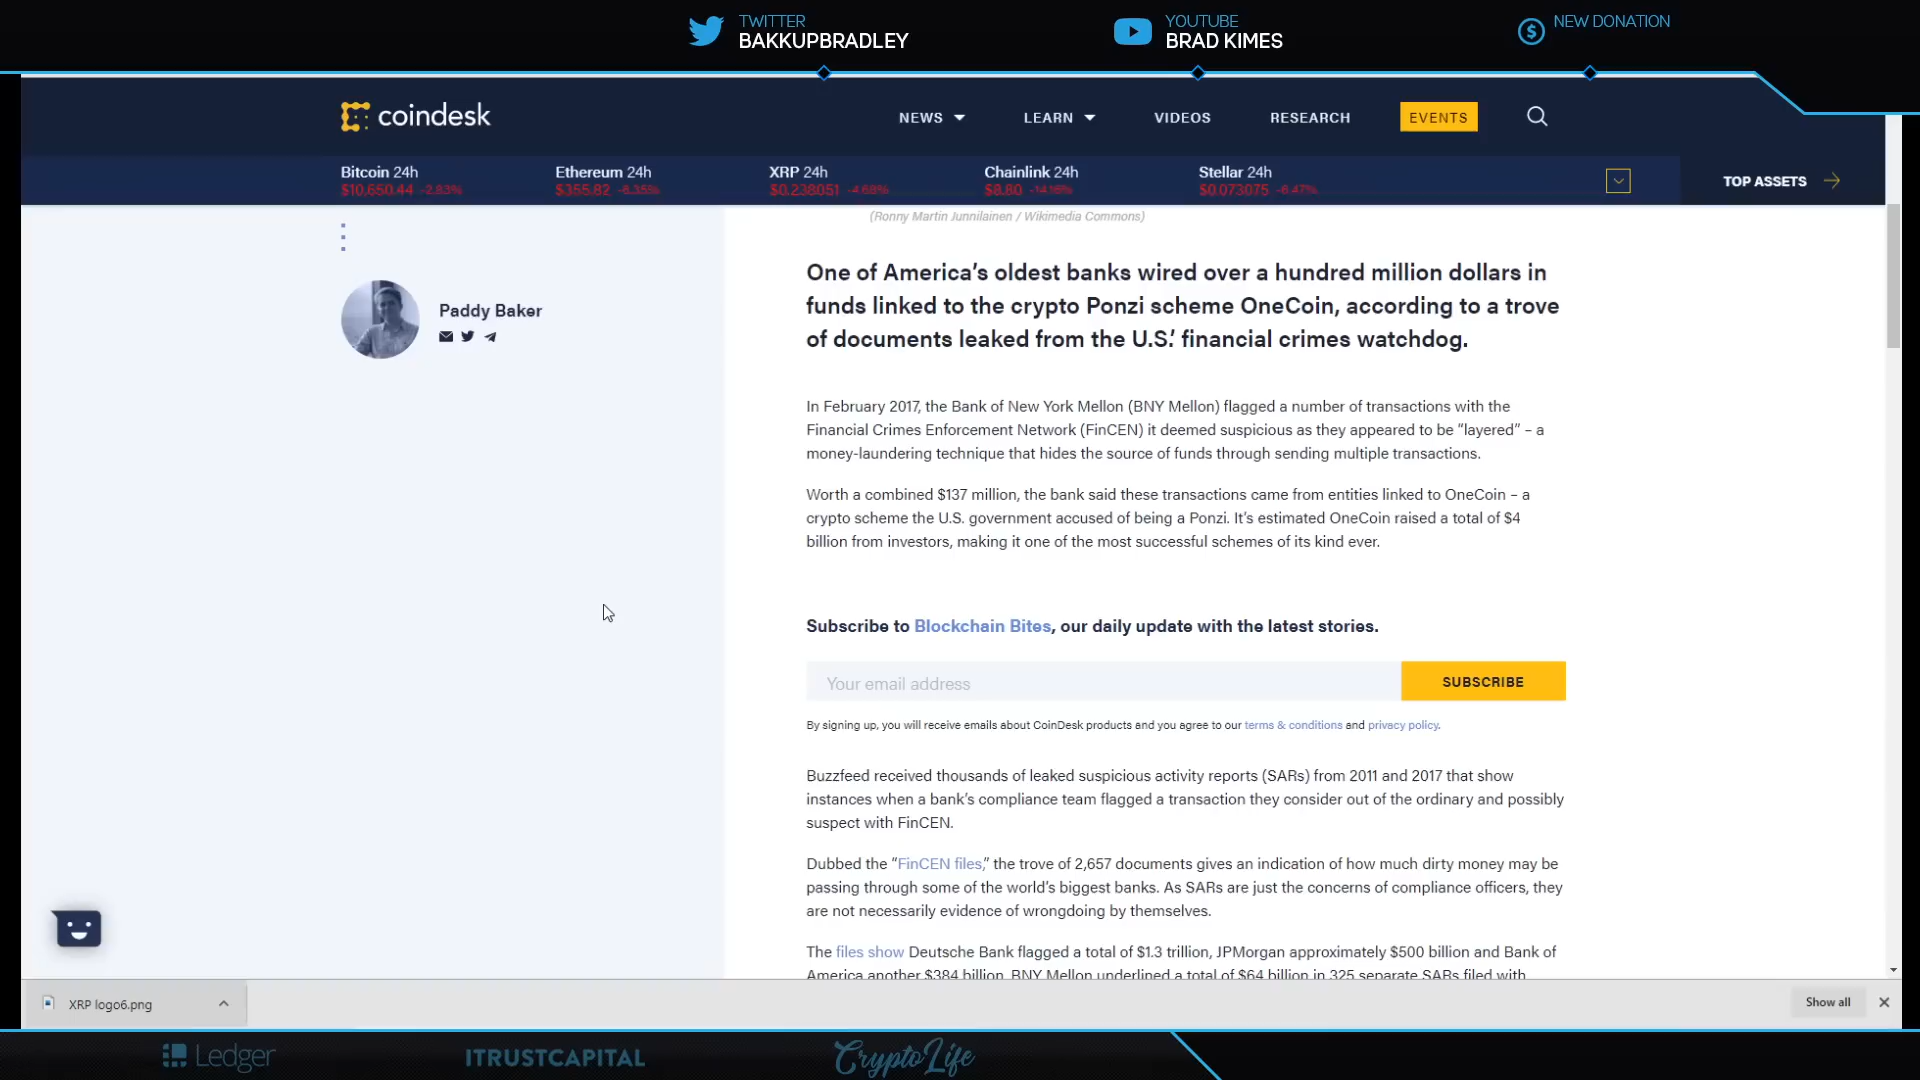 TWITTER
BAKKUPBRADLEY
YOUTUBE
BRAD KIMES
NEW DONATION
coindesk
NEWS
LEARN
VIDEOS
RESEARCH
EVENTS
Bitcoin 24h
$10,650.44 -2.83%
Ethereum 24h
$355.82 -6.35%
XRP 24h
$0.238051 -4.68%
Chainlink 24h
$8.80 -14.16%
Stellar 24h
$0.073075 -6.47%
TOP ASSETS
(Ronny Martin Junnilainen / Wikimedia Commons)
Paddy Baker
One of America's oldest banks wired over a hundred million dollars in
funds linked to the crypto Ponzi scheme OneCoin, according to a trove
of documents leaked from the U.S.' financial crimes watchdog.
In February 2017, the Bank of New York Mellon (BNY Mellon) flagged a number of transactions with the
Financial Crimes Enforcement Network (FinCEN) it deemed suspicious as they appeared to be “layered” – a
money-laundering technique that hides the source of funds through sending multiple transactions.
Worth a combined $137 million, the bank said these transactions came from entities linked to OneCoin – a
crypto scheme the U.S. government accused of being a Ponzi. It's estimated OneCoin raised a total of $4
billion from investors, making it one of the most successful schemes of its kind ever.
Subscribe to Blockchain Bites, our daily update with the latest stories.
Your email address
SUBSCRIBE
By signing up, you will receive emails about CoinDesk products and you agree to our terms & conditions and privacy policy.
Buzzfeed received thousands of leaked suspicious activity reports (SARs) from 2011 and 2017 that show
instances when a bank's compliance team flagged a transaction they consider out of the ordinary and possibly
suspect with FinCEN.
Dubbed the “FinCEN files,” the trove of 2,657 documents gives an indication of how much dirty money may be
passing through some of the world's biggest banks. As SARs are just the concerns of compliance officers, they
are not necessarily evidence of wrongdoing by themselves.
The files show Deutsche Bank flagged a total of $1.3 trillion, JPMorgan approximately $500 billion and Bank of
America another $384 billion. BNY Mellon underlined a total of $64 billion in 325 separate SARs filed with
XRP logo6.png
Show all
Ledger
ITRUSTCAPITAL
CryptoLife